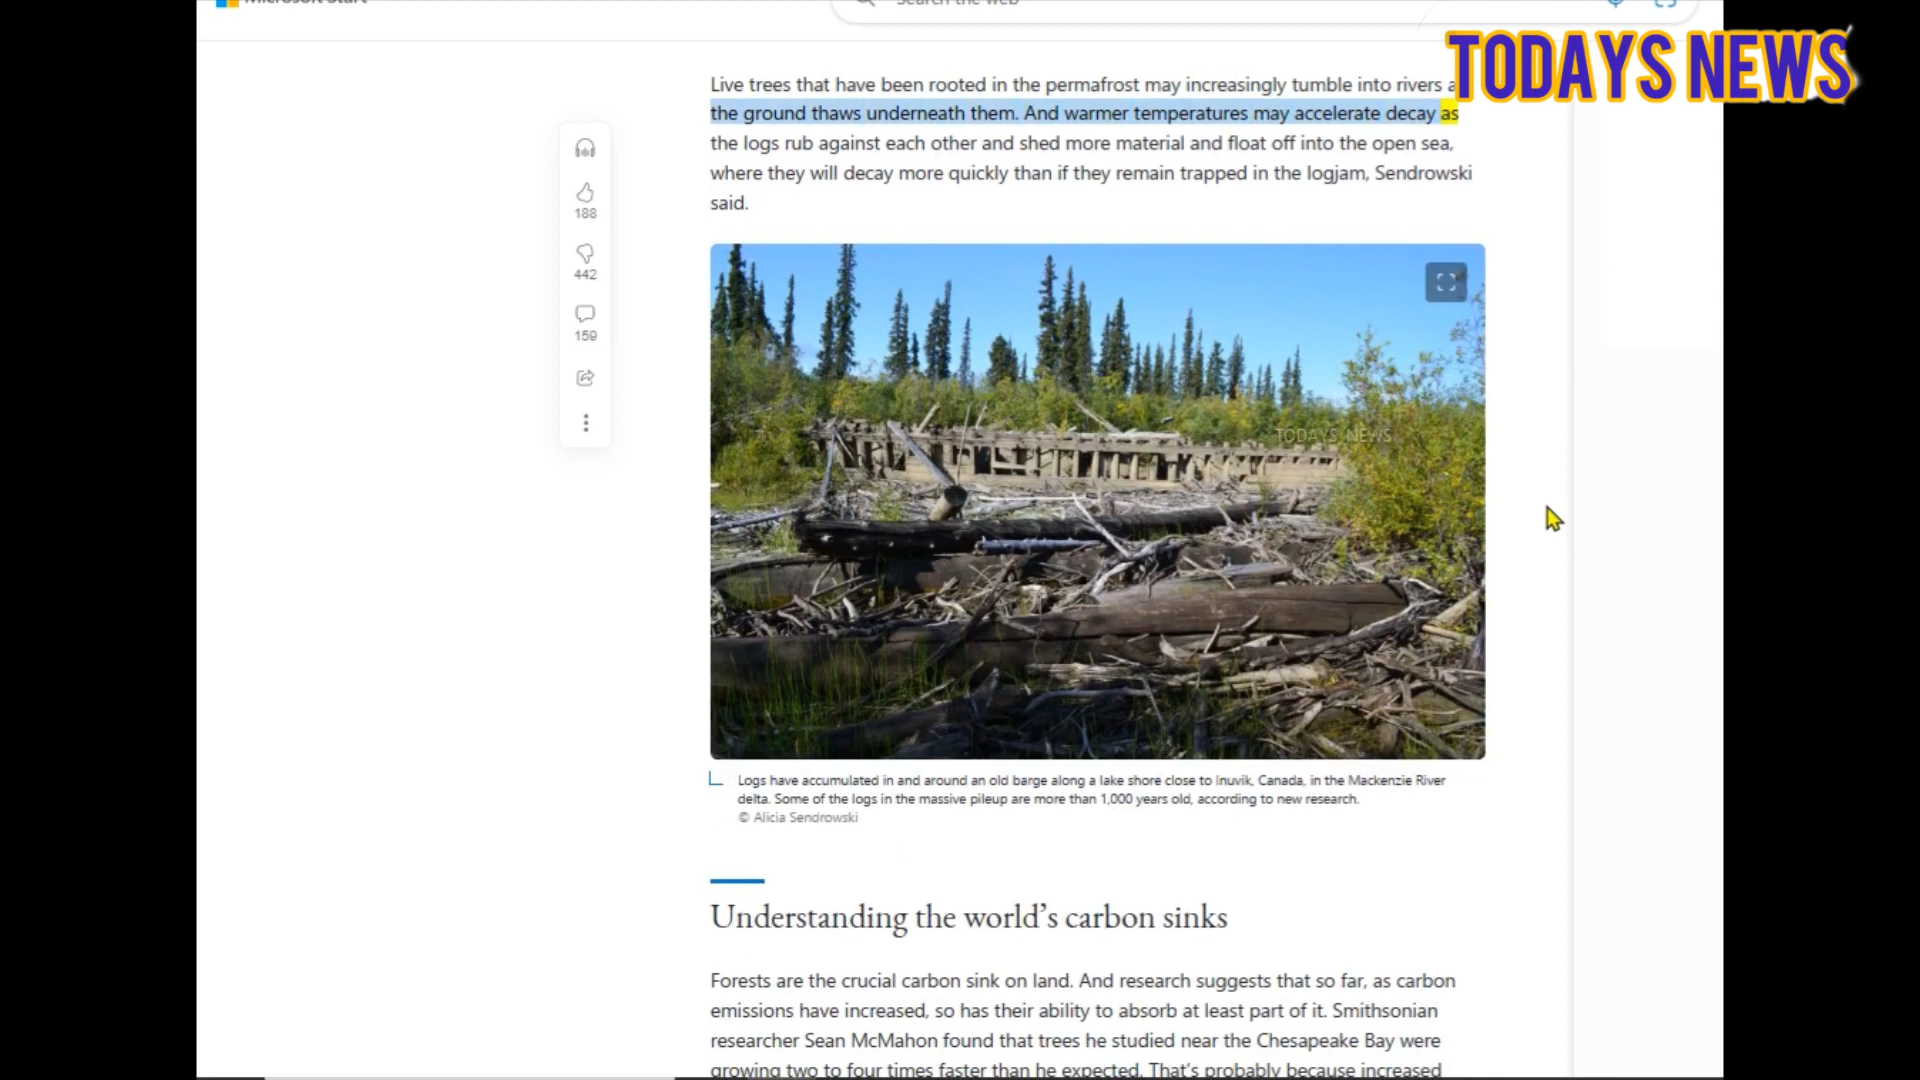 Microsoft Start
Search the web
TODAYS NEWS
Live trees that have been rooted in the permafrost may increasingly tumble into rivers
the ground thaws underneath them. And warmer temperatures may accelerate decay as
the logs rub against each other and shed more material and float off into the open sea,
where they will decay more quickly than if they remain trapped in the logjam, Sendrowski
said.
188
442
159
TODAYS NEWS
Logs have accumulated in and around an old barge along a lake shore close to Inuvik, Canada, in the Mackenzie River
delta. Some of the logs in the massive pileup are more than 1,000 years old, according to new research.
© Alicia Sendrowski
Understanding the world's carbon sinks
Forests are the crucial carbon sink on land. And research suggests that so far, as carbon
emissions have increased, so has their ability to absorb at least part of it. Smithsonian
researcher Sean McMahon found that trees he studied near the Chesapeake Bay were
growing two to four times faster than he expected. That's probably because increased